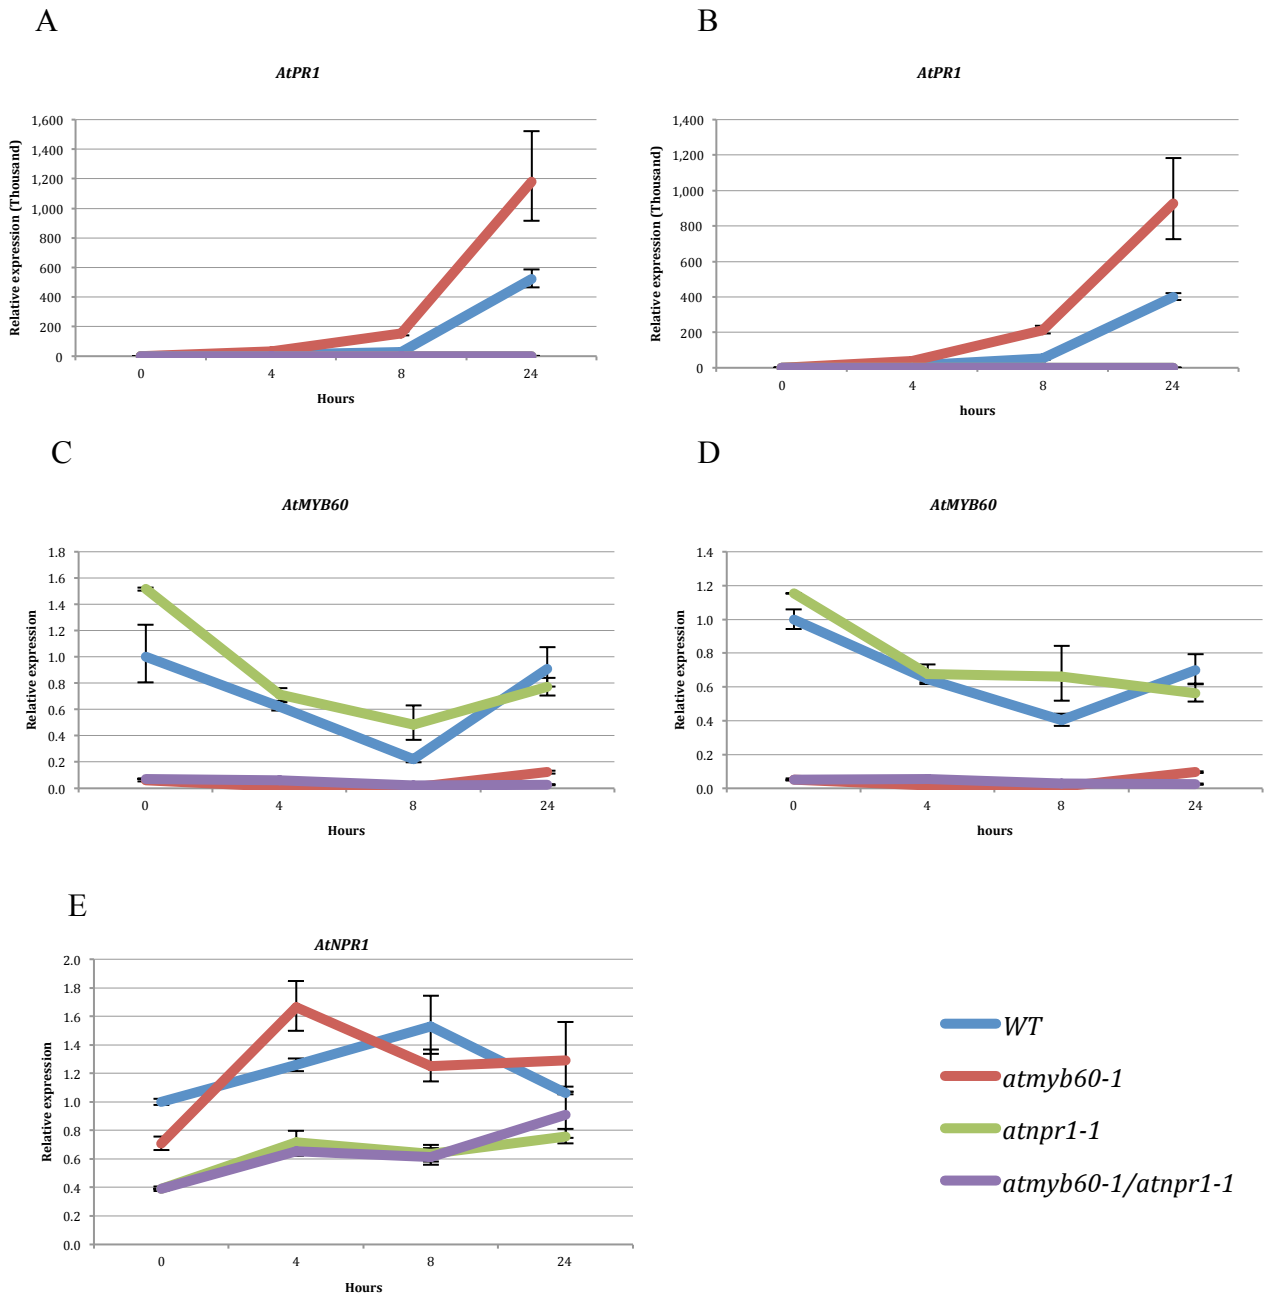 A
AtPR1
Relative expression (Thousand)
1,600
1,400
1,200
1,000
800
600
400
200
0
0 4 8 24
Hours
B
AtPR1
Relative expression (Thousand)
1,400
1,200
1,000
800
600
400
200
0
0 4 8 24
hours
C
AtMYB60
Relative expression
1.8
1.6
1.4
1.2
1.0
0.8
0.6
0.4
0.2
0.0
0 4 8 24
Hours
D
AtMYB60
Relative expression
1.4
1.2
1.0
0.8
0.6
0.4
0.2
0.0
0 4 8 24
hours
E
AtNPR1
Relative expression
2.0
1.8
1.6
1.4
1.2
1.0
0.8
0.6
0.4
0.2
0.0
0 4 8 24
Hours
WT
atmyb60-1
atnpr1-1
atmyb60-1/atnpr1-1